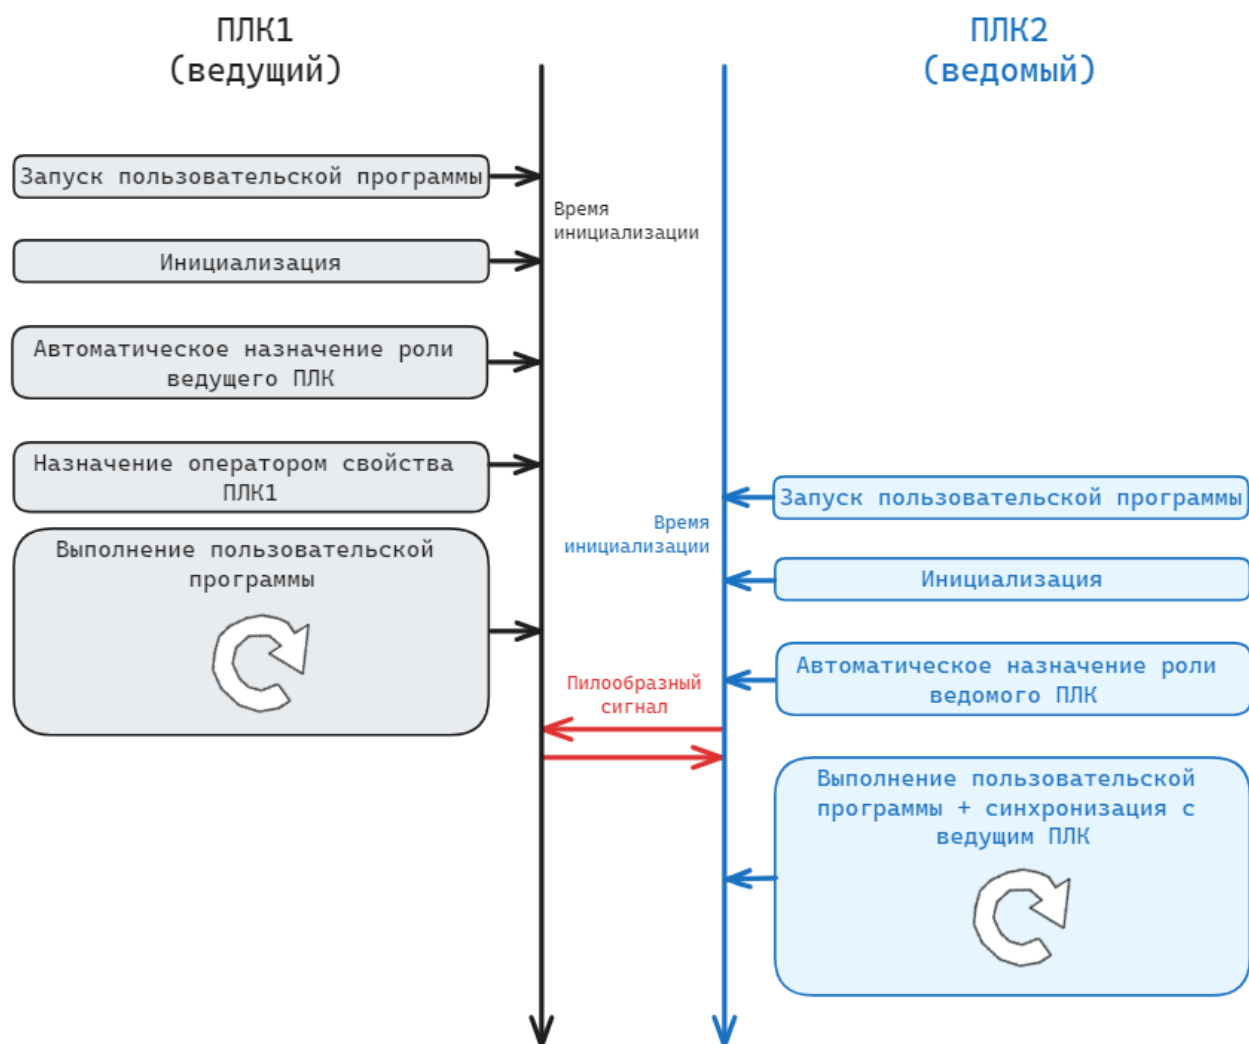 ПЛК1
(ведущий)
ПЛК2
(ведомый)
Запуск пользовательской программы
Время
инициализации
Инициализация
Автоматическое назначение роли
ведущего ПЛК
Назначение оператором свойства
ПЛК1
Запуск пользовательской программы
Время
инициализации
Выполнение пользовательской
программы
Инициализация
Автоматическое назначение роли
ведомого ПЛК
Пилообразный
сигнал
Выполнение пользовательской
программы + синхронизация с
ведущим ПЛК